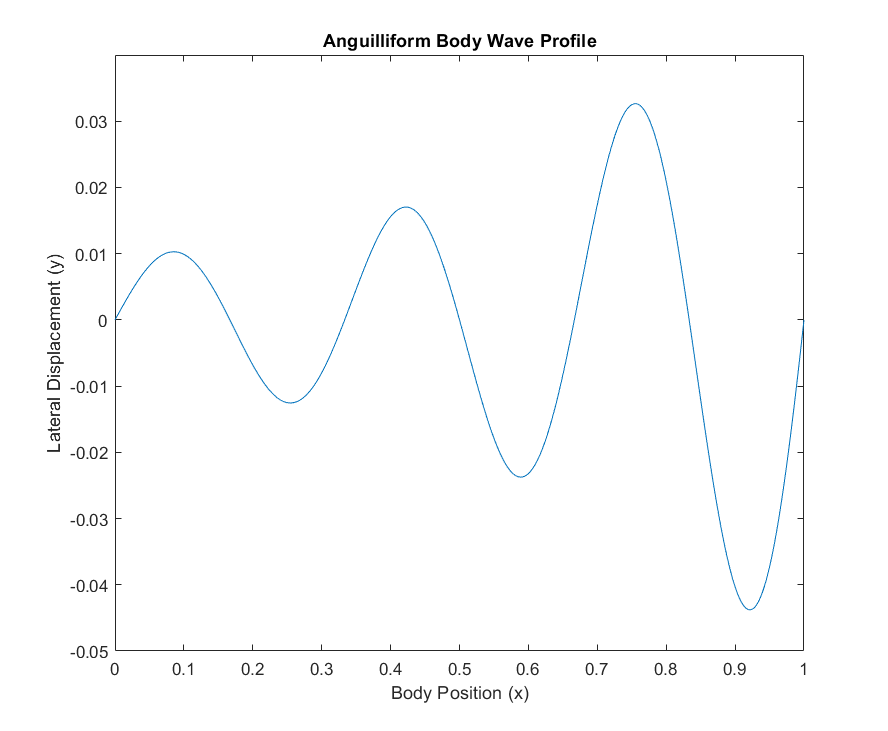 Anguilliform Body Wave Profile
Lateral Displacement (y)
0.03
0.02
0.01
0
-0.01
-0.02
-0.03
-0.04
-0.05
0 0.1 0.2 0.3 0.4 0.5 0.6 0.7 0.8 0.9 1
Body Position (x)